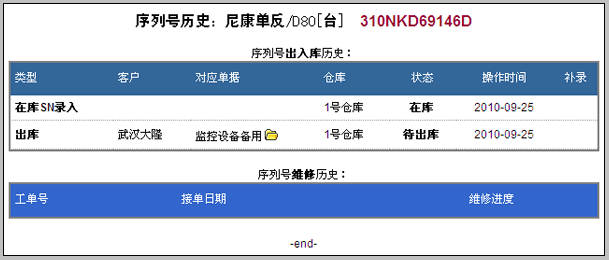 序列号历史：尼康单反/D80[台] 310NKD69146D
序列号出入库历史：
类型 客户 对应单据 仓库 状态 操作时间 补录
在库SN录入 1号仓库 在库 2010-09-25
出库 武汉大隆 监控设备备用 1号仓库 待出库 2010-09-25
序列号维修历史：
工单号 接单日期 维修进度
-end-